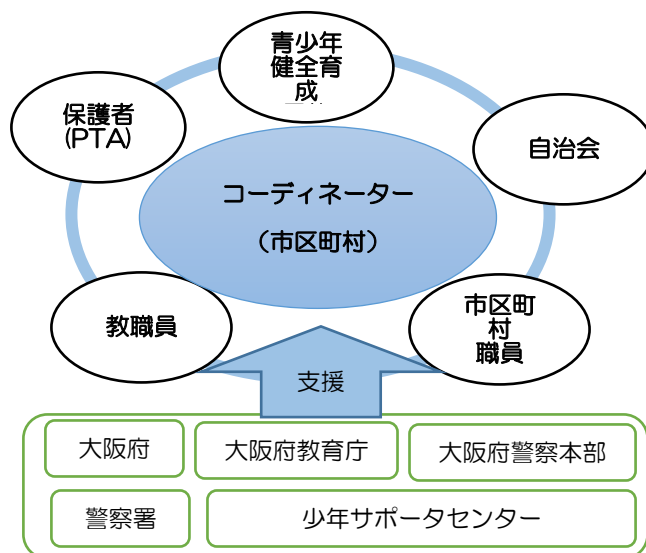 青少年
健全育
成
保護者
(PTA)
自治会
コーディネーター
（市区町村）
教職員
市区町
村
職員
支援
大阪府
大阪府教育庁
大阪府警察本部
警察署
少年サポータセンター